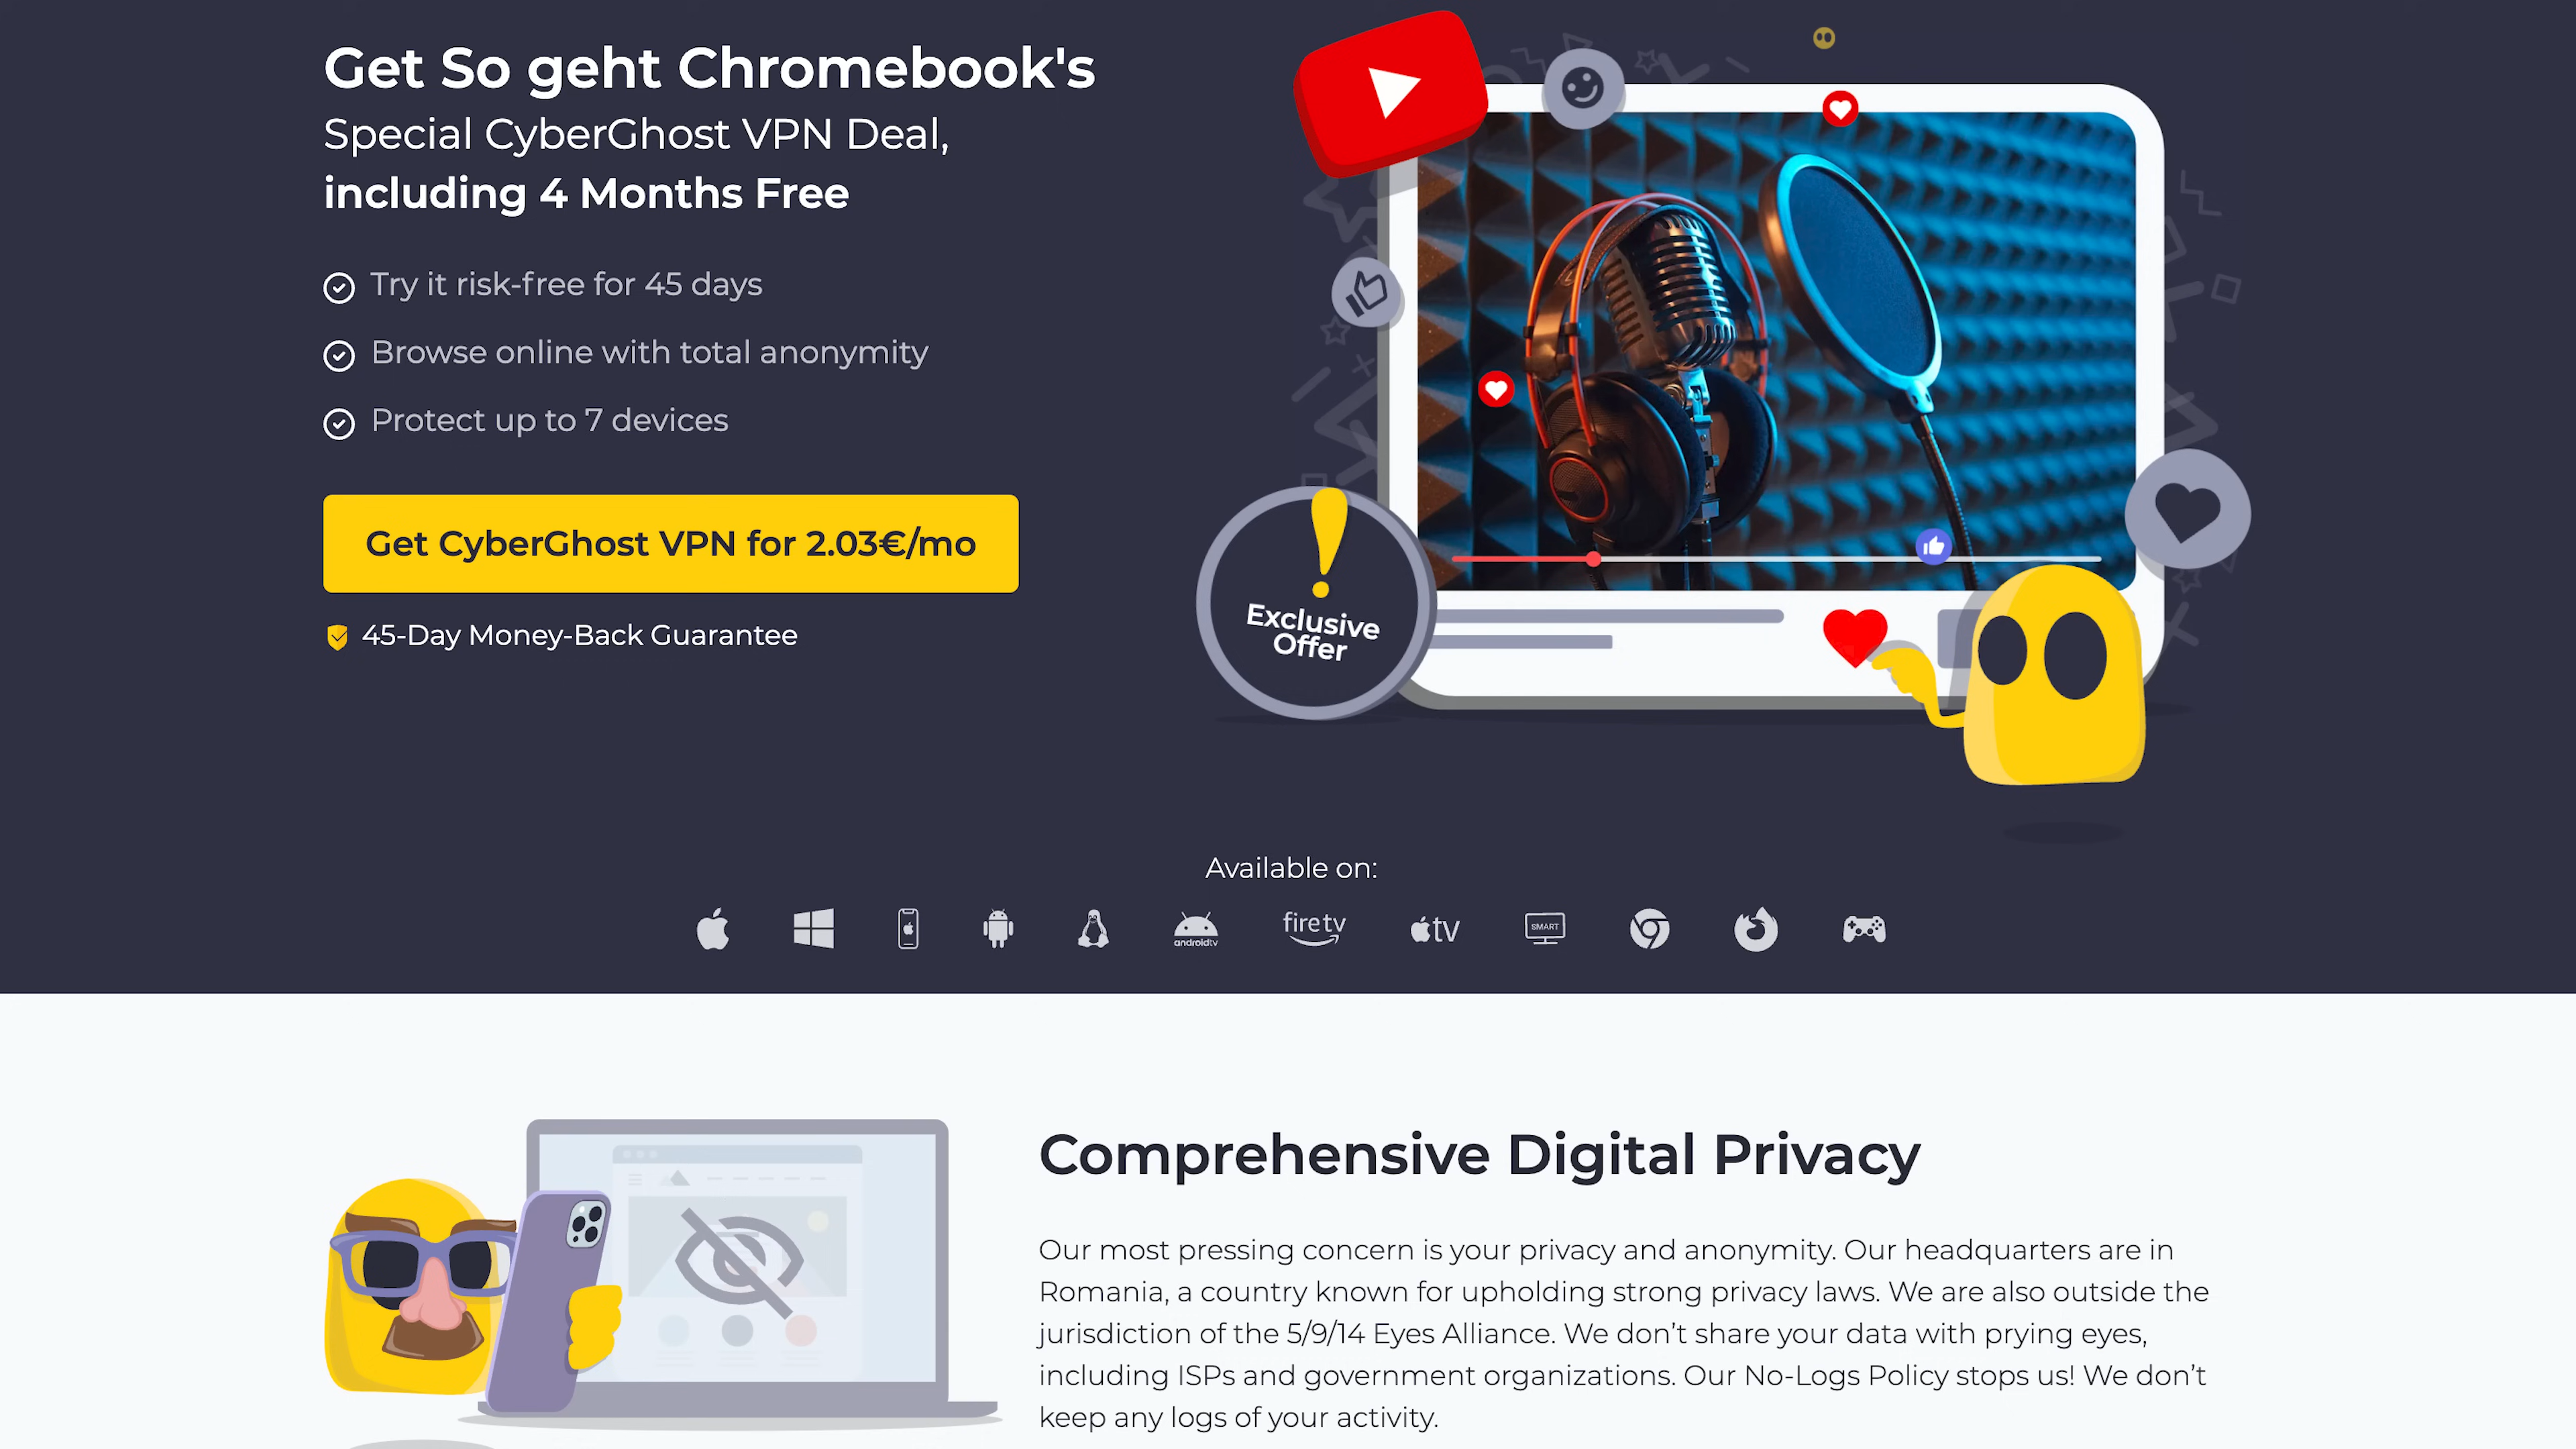 Get So geht Chromebook's
Special CyberGhost VPN Deal,
including 4 Months Free
Try it risk-free for 45 days
Browse online with total anonymity
Protect up to 7 devices
Get CyberGhost VPN for 2.03€/mo
45-Day Money-Back Guarantee
Exclusive
Offer
Available on:
androidtv
fire tv
tv
SMART
Comprehensive Digital Privacy
Our most pressing concern is your privacy and anonymity. Our headquarters are in
Romania, a country known for upholding strong privacy laws. We are also outside the
jurisdiction of the 5/9/14 Eyes Alliance. We don’t share your data with prying eyes,
including ISPs and government organizations. Our No-Logs Policy stops us! We don’t
keep any logs of your activity.